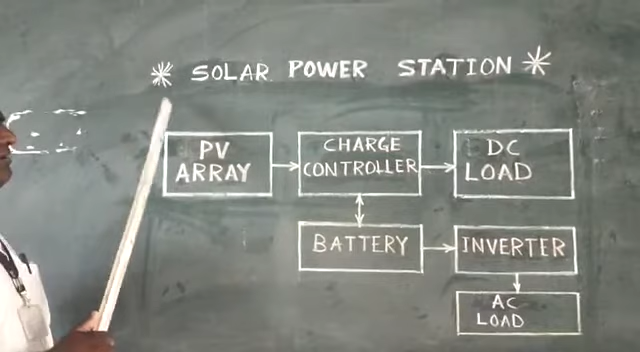 * SOLAR POWER STATION *
PV
ARRAY
CHARGE
CONTROLLER
DC
LOAD
BATTERY
INVERTER
AC
LOAD